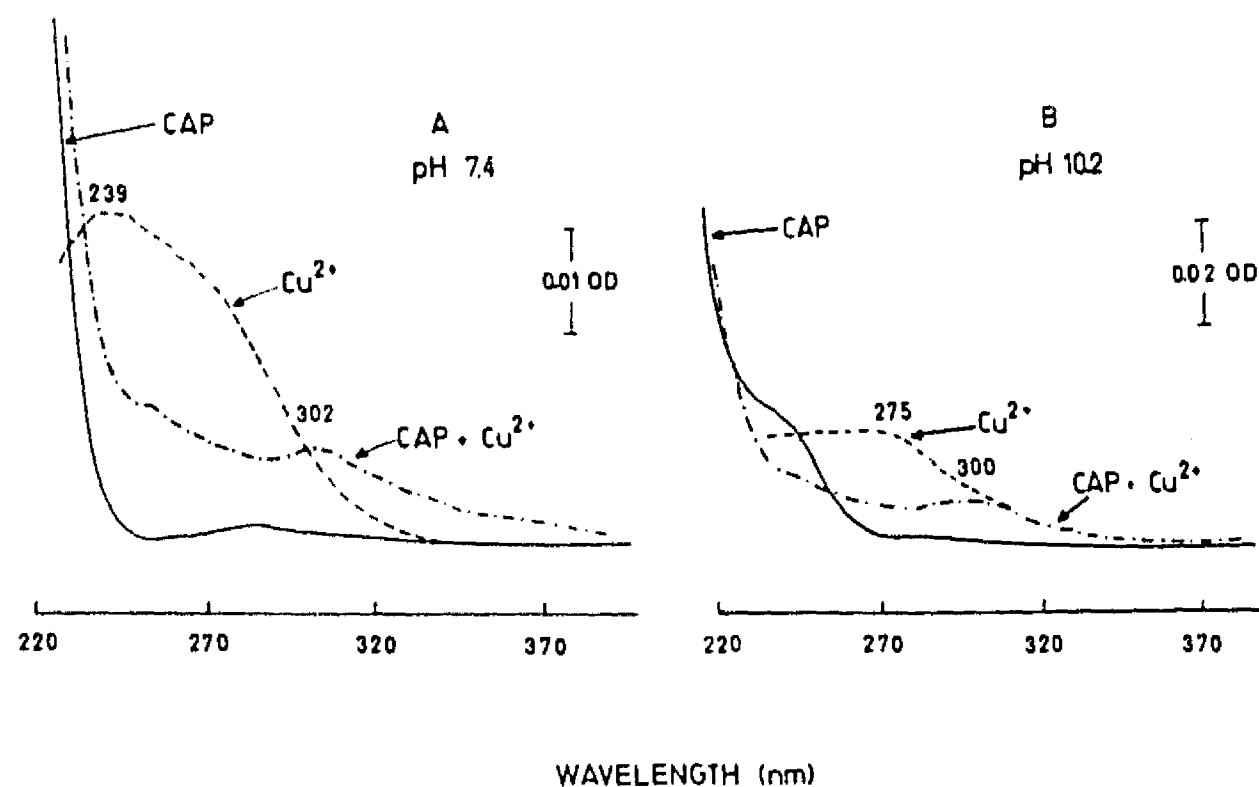 A
pH 7.4
CAP
239
Cu²⁺
0.01 OD
302
CAP + Cu²⁺
220 270 320 370
B
pH 10.2
CAP
0.02 OD
275
Cu²⁺
300
CAP + Cu²⁺
220 270 320 370
WAVELENGTH (nm)